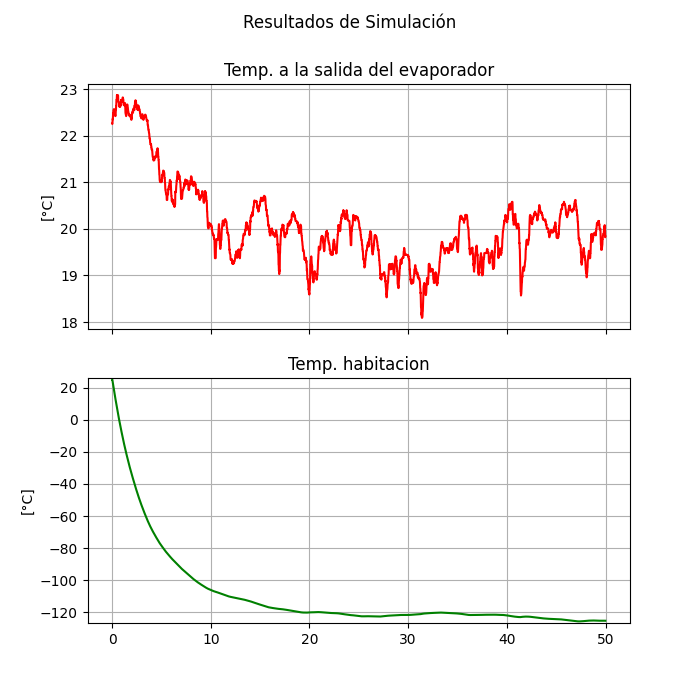 Resultados de Simulación
Temp. a la salida del evaporador
23
22
21
20
19
18
[°C]
Temp. habitacion
20
0
−20
−40
−60
−80
−100
−120
[°C]
0 10 20 30 40 50